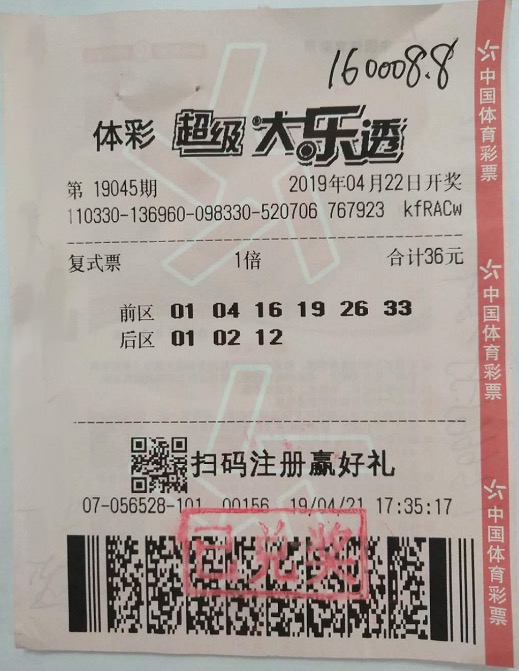 160008.8
体彩 超级大乐透
第 19045期 2019年04月22日开奖
110330-136960-098330-520706 767923 kfRACw
复式票 1倍 合计36元
前区 01 04 16 19 26 33
后区 01 02 12
扫码注册赢好礼
07-056528-101 00156 19/04/21 17:35:17
已兑奖
中国体育彩票
中国体育彩票
中国体育彩票